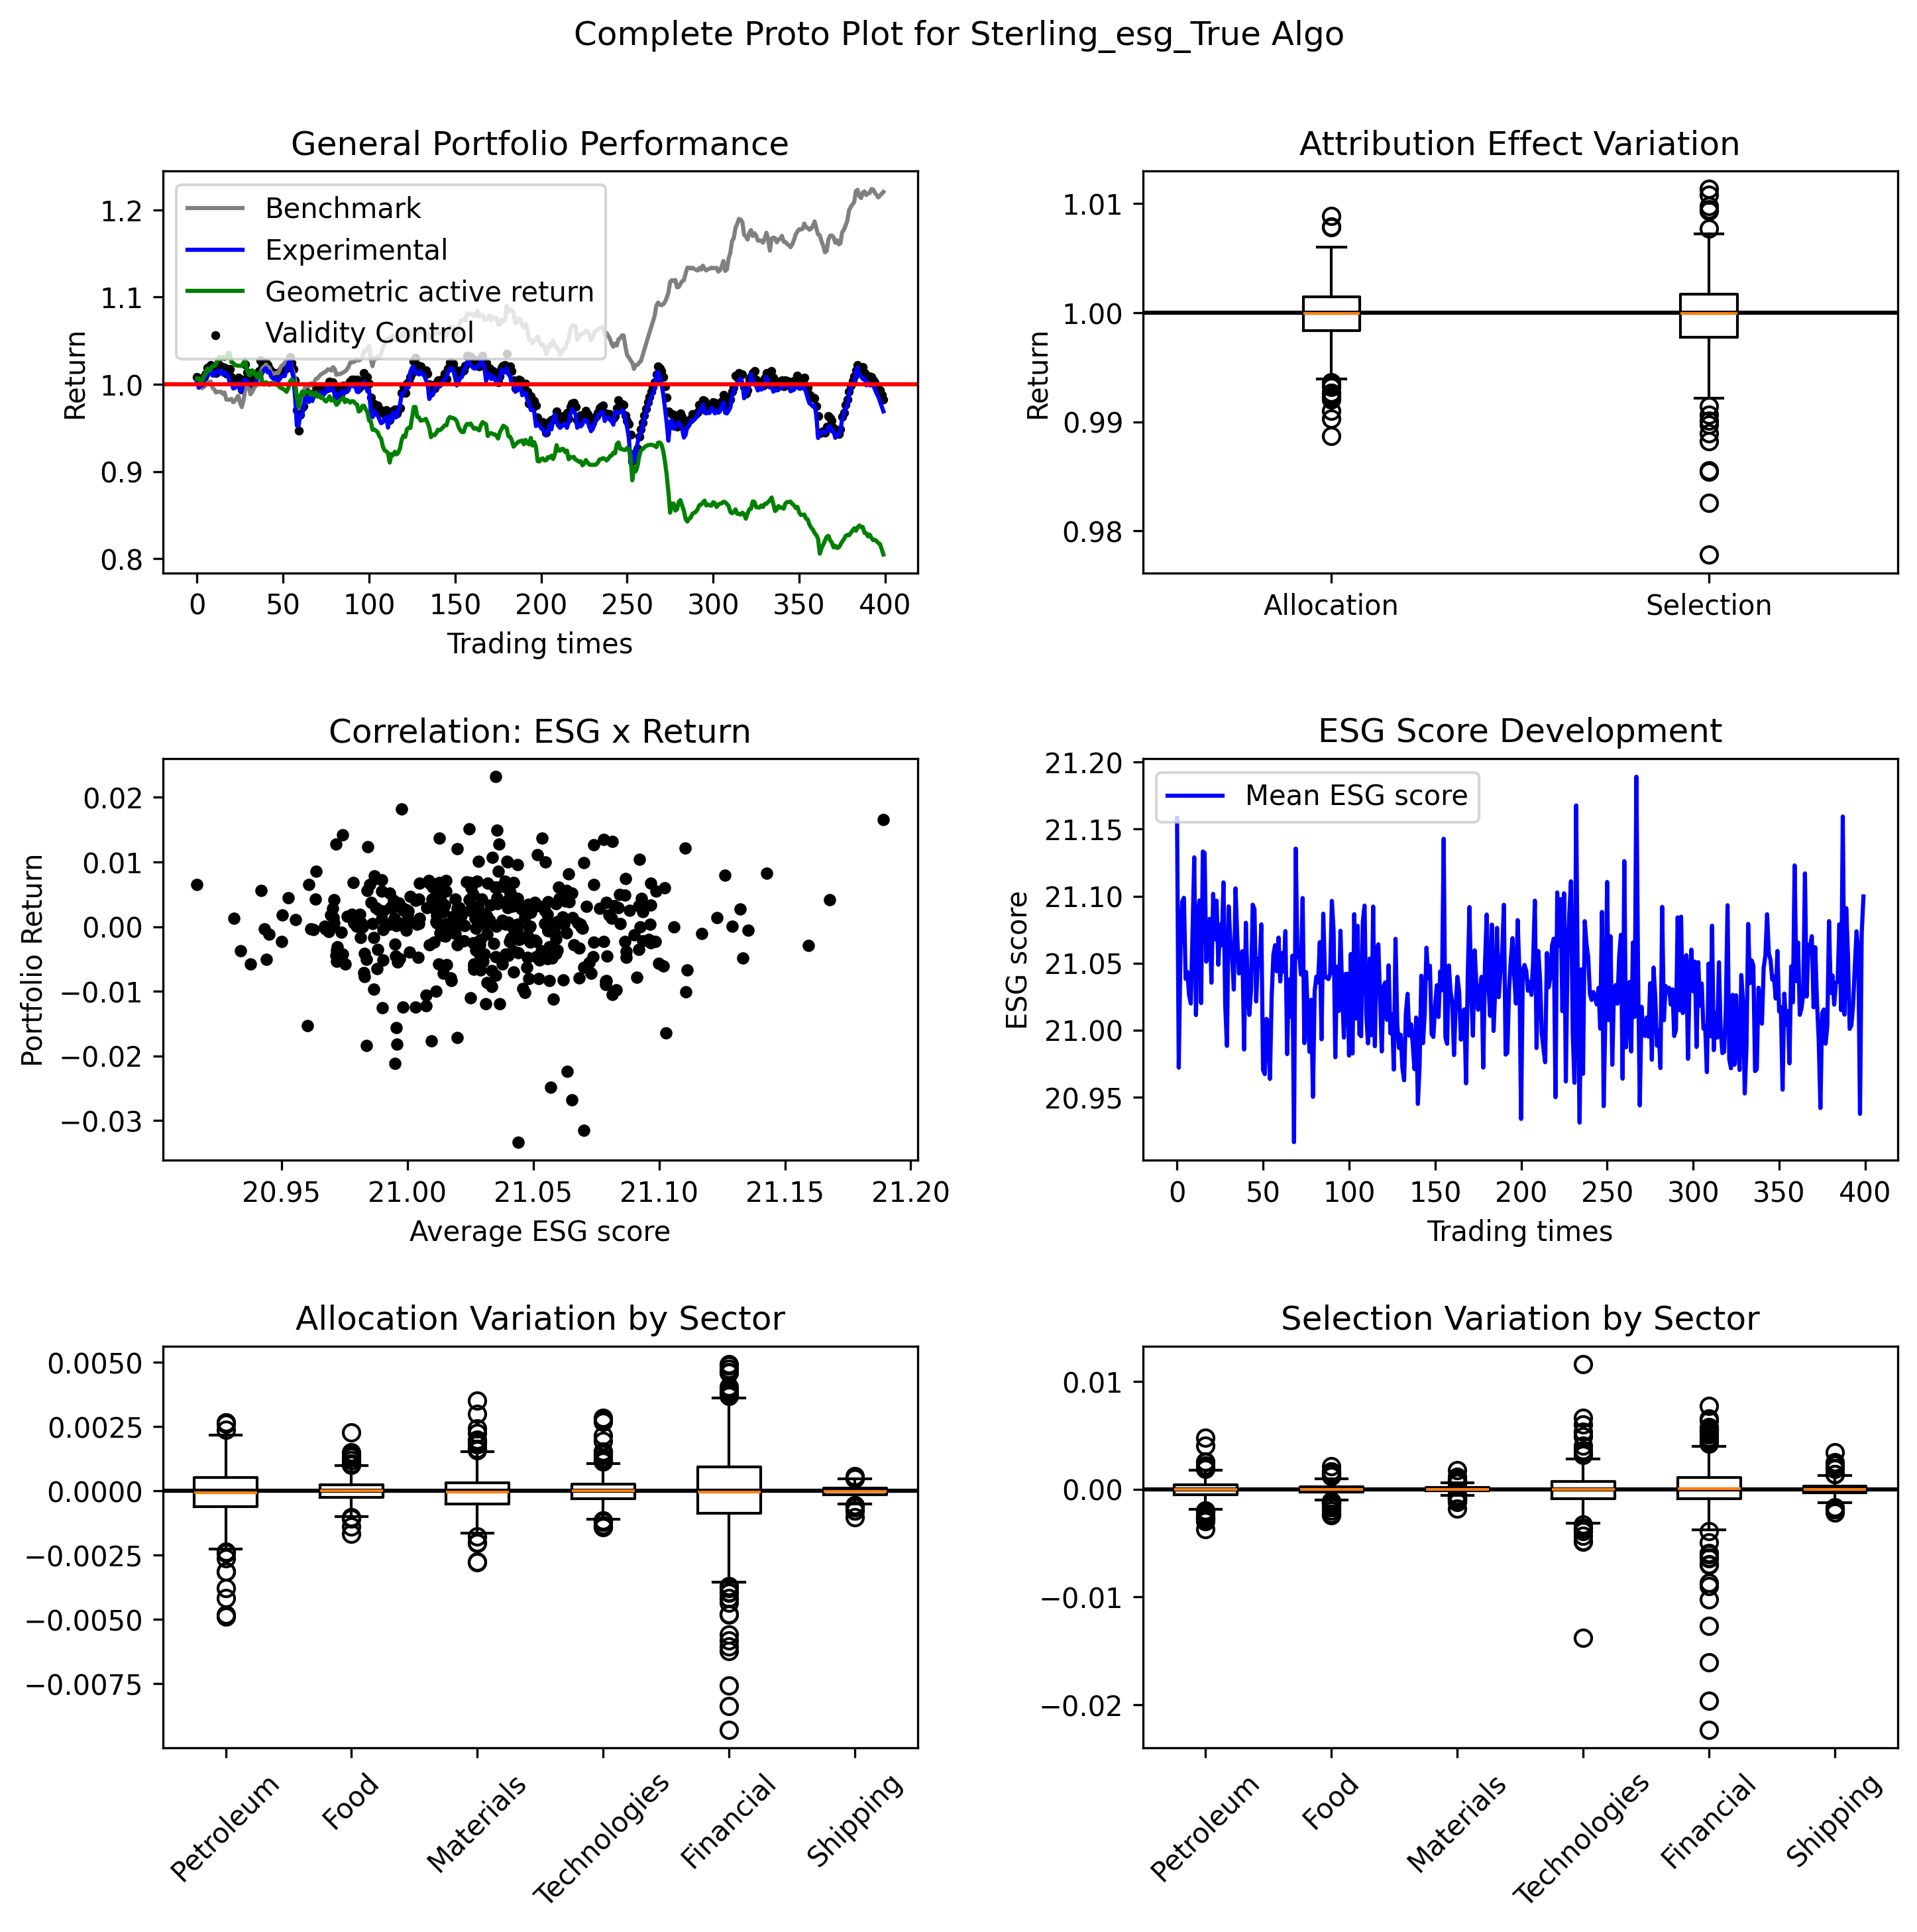 Complete Proto Plot for Sterling_esg_True Algo
General Portfolio Performance
Return
1.2
1.1
1.0
0.9
0.8
Benchmark
Experimental
Geometric active return
Validity Control
0 50 100 150 200 250 300 350 400
Trading times
Attribution Effect Variation
Return
1.01
1.00
0.99
0.98
Allocation Selection
Correlation: ESG x Return
Portfolio Return
0.02
0.01
0.00
−0.01
−0.02
−0.03
20.95 21.00 21.05 21.10 21.15 21.20
Average ESG score
ESG Score Development
ESG score
21.20
21.15
21.10
21.05
21.00
20.95
Mean ESG score
0 50 100 150 200 250 300 350 400
Trading times
Allocation Variation by Sector
0.0050
0.0025
0.0000
−0.0025
−0.0050
−0.0075
Petroleum Food Materials Technologies Financial Shipping
Selection Variation by Sector
0.01
0.00
−0.01
−0.02
Petroleum Food Materials Technologies Financial Shipping